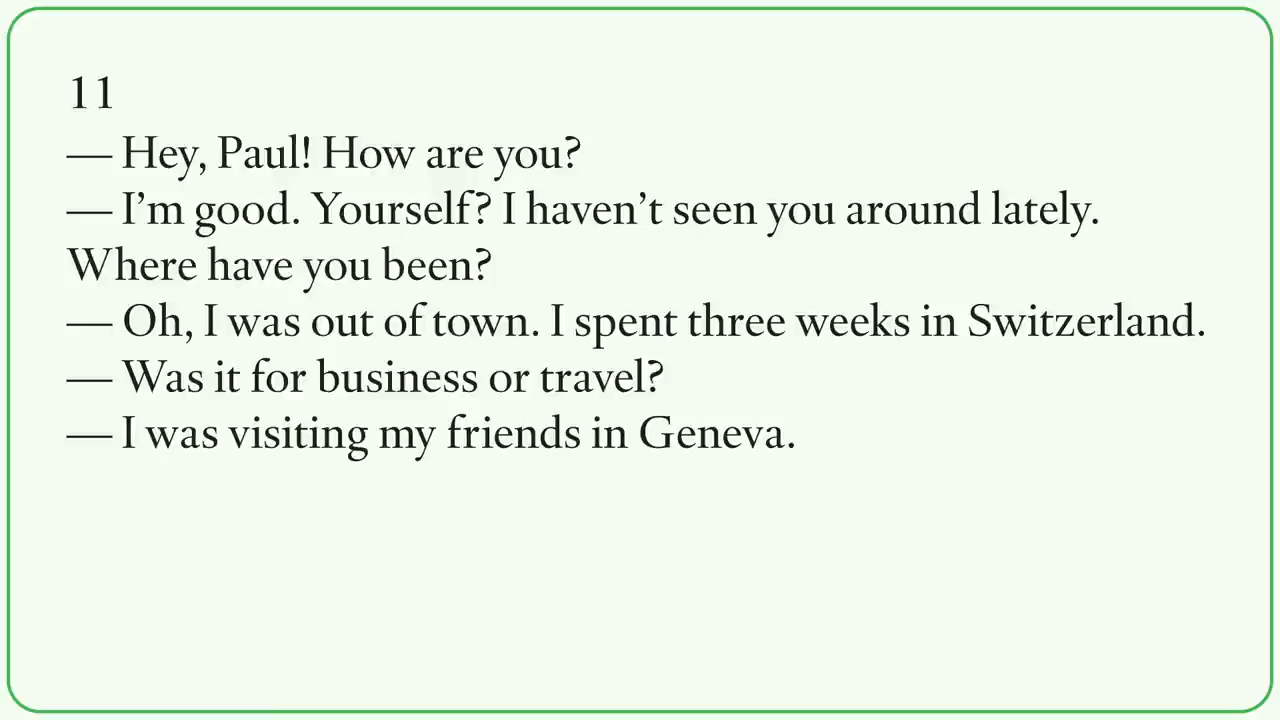 11
— Hey, Paul! How are you?
— I’m good. Yourself? I haven’t seen you around lately.
Where have you been?
— Oh, I was out of town. I spent three weeks in Switzerland.
— Was it for business or travel?
— I was visiting my friends in Geneva.